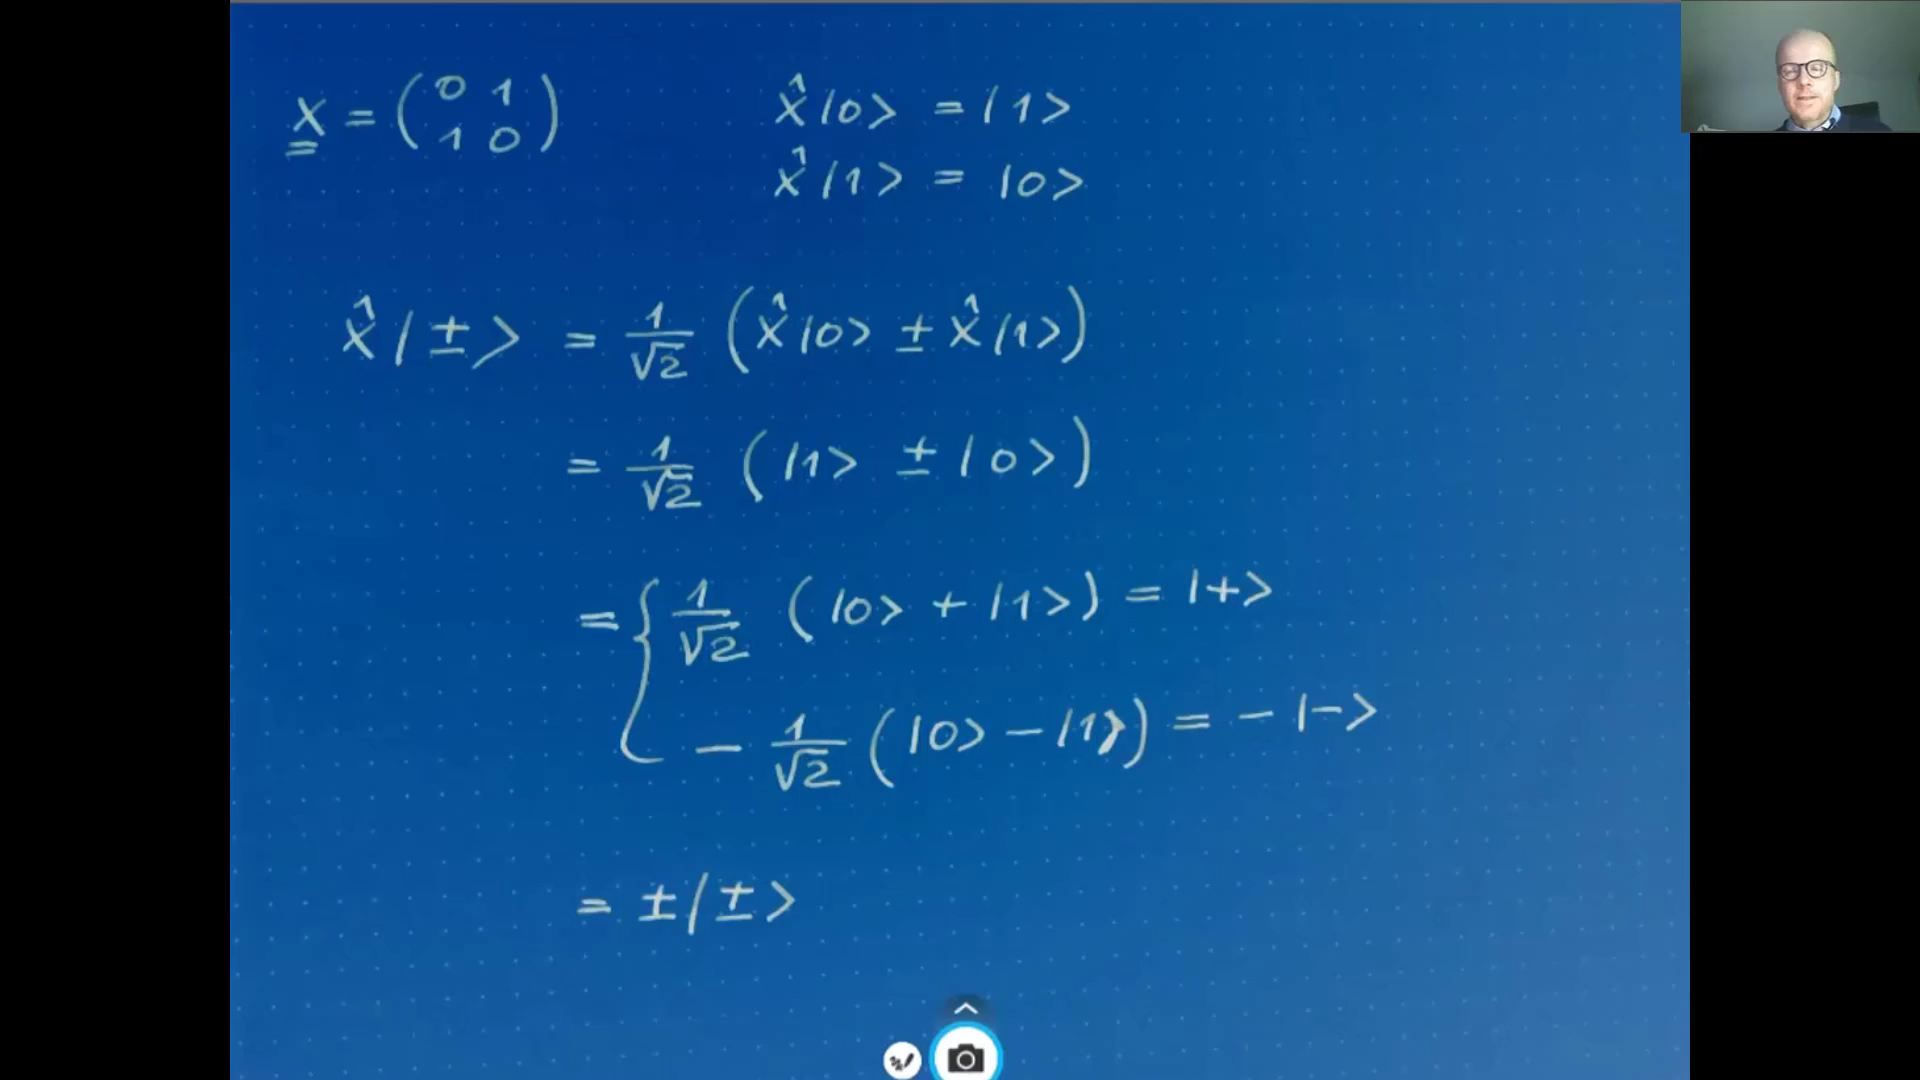 X = ( 0 1 X̂|0> = |1>
1 0 ) X̂|1> = |0>
X̂|±> = 1/√2 (X̂|0> ± X̂|1>)
= 1/√2 (|1> ± |0>)
= { 1/√2 (|0> + |1>) = |+>
- 1/√2 (|0> - |1>) = - |->
= ±|±>